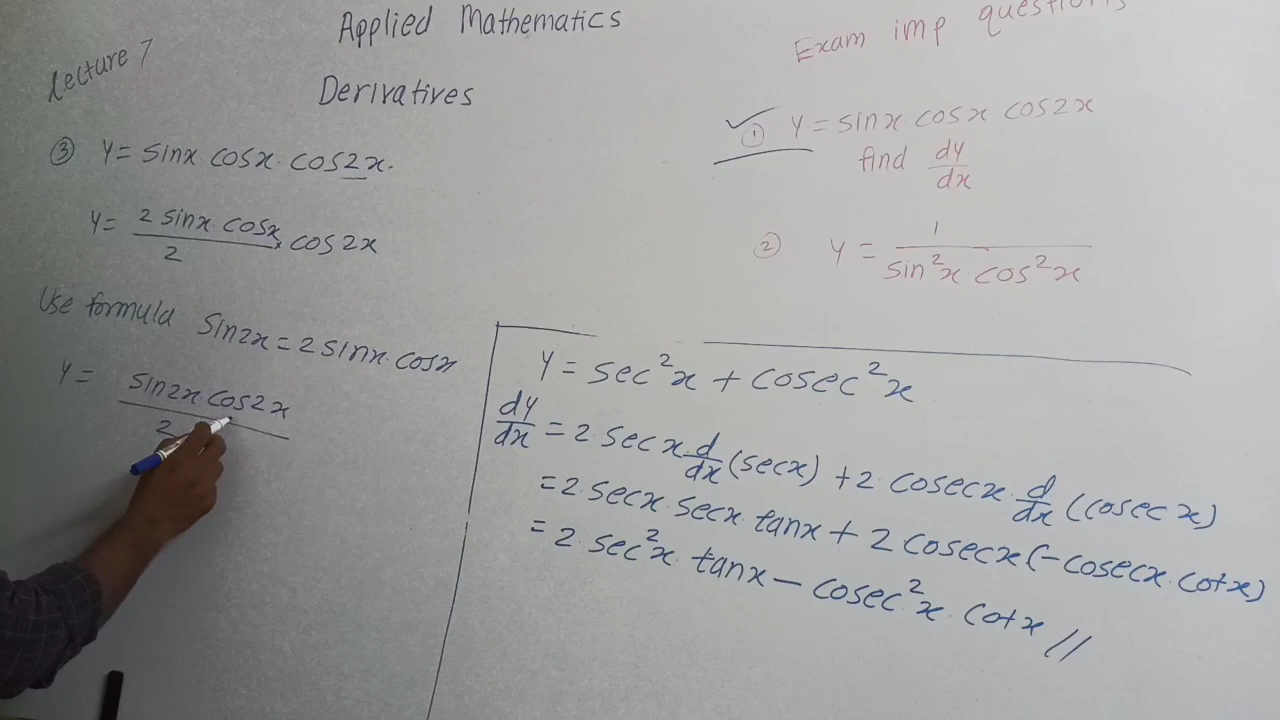 Lecture 7
Applied Mathematics
Derivatives
③ y = sinx cosx cos2x.
y = 2 sinx. cosx / 2 . cos2x
Use formula sin2x = 2 sinx. cosx
y = sin2x cos2x / 2
Exam imp questions
① y = sinx cosx cos2x
find dy/dx
② y = 1 / sin²x. cos²x
y = sec²x + cosec²x
dy/dx = 2. secx. d/dx (secx) + 2. cosecx. d/dx (cosecx)
= 2. secx. secx. tanx + 2 cosecx (- cosecx. cotx)
= 2. sec²x. tanx - cosec²x. cotx //